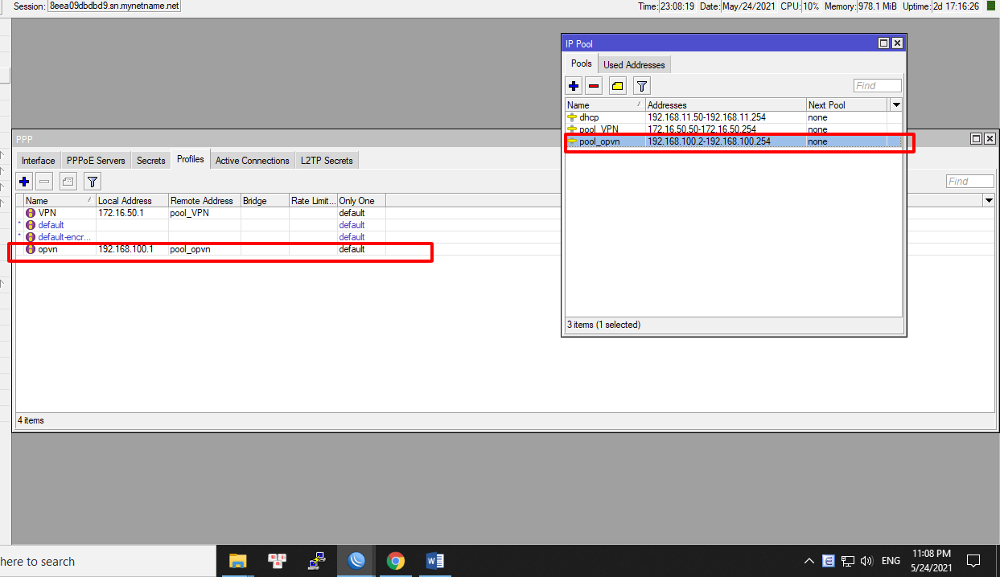 Session: 8eea09dbdbd9.sn.mynetname.net Time: 23:08:19 Date: May/24/2021 CPU: 10% Memory: 978.1 MiB Uptime: 2d 17:16:26
IP Pool
Pools Used Addresses
Find
Name Addresses Next Pool
dhcp 192.168.11.50-192.168.11.254 none
pool_VPN 172.16.50.50-172.16.50.254 none
pool_opvn 192.168.100.2-192.168.100.254 none
3 items (1 selected)
PPP
Interface PPPoE Servers Secrets Profiles Active Connections L2TP Secrets
Find
Name Local Address Remote Address Bridge Rate Limit... Only One
VPN 172.16.50.1 pool_VPN default
* default default
* default-encr... default
opvn 192.168.100.1 pool_opvn default
4 items
here to search
ENG
11:08 PM
5/24/2021